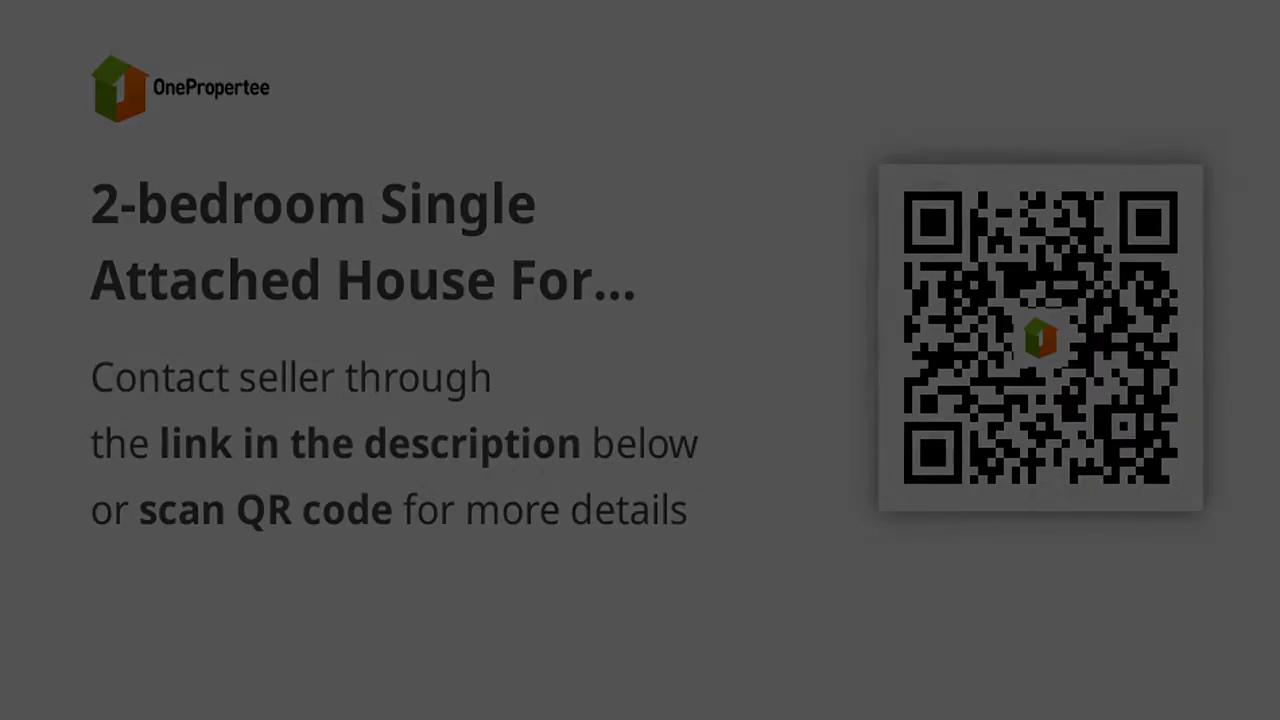 OnePropertee
2-bedroom Single
Attached House For...
Contact seller through
the link in the description below
or scan QR code for more details